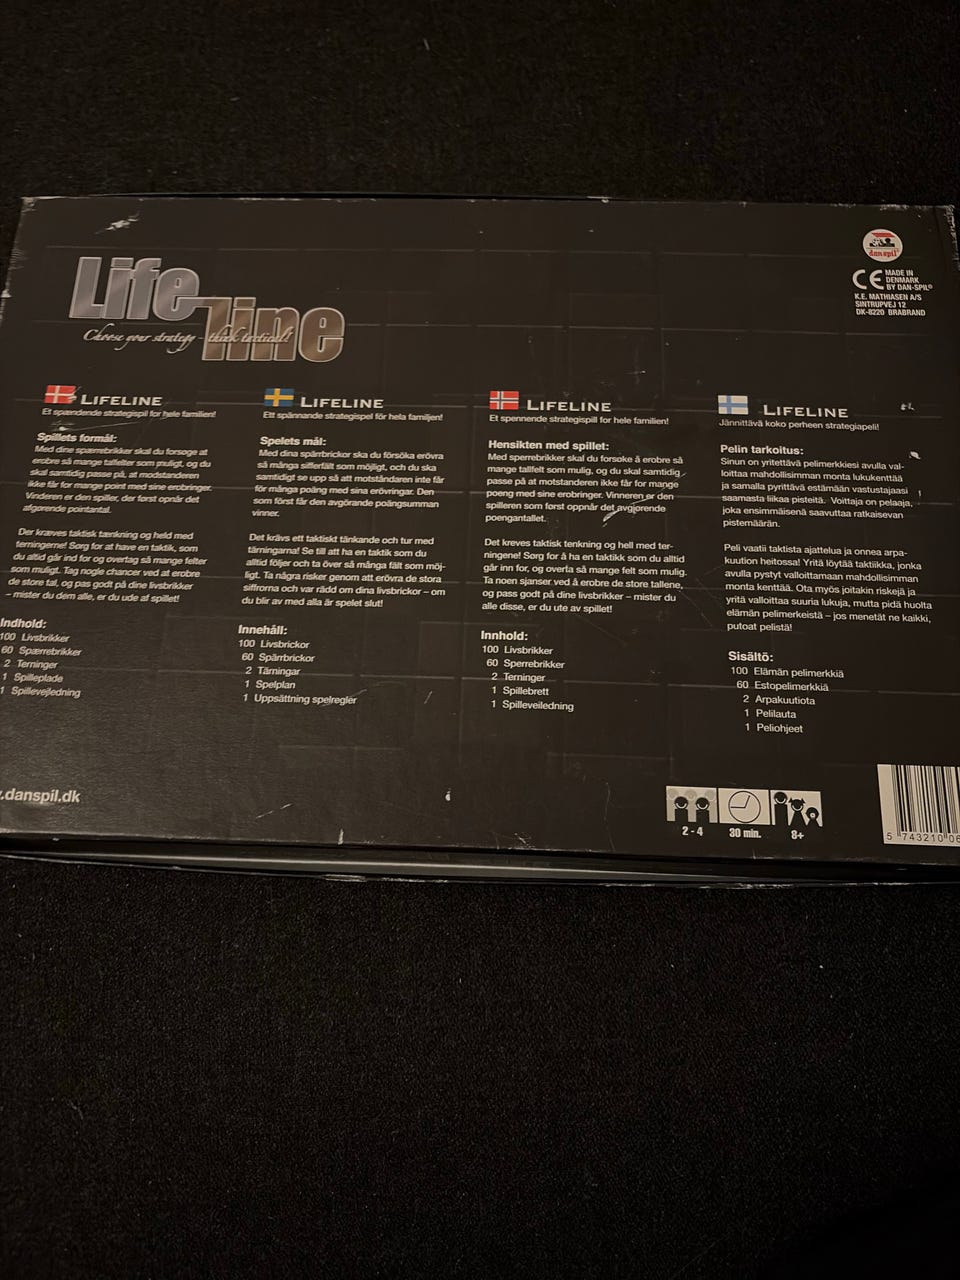 Life
line
Choose your strategy - think tactical!
danspil
CE
MADE IN
DENMARK
BY DAN-SPIL®
K.E. MATHIASEN A/S
SINTRUPVEJ 12
DK-8220 BRABRAND
LIFELINE
Et spændende strategispil for hele familien!
Spillets formål:
Med dine spærrebrikker skal du forsøge at
erobre så mange talfelter som muligt, og du
skal samtidig passe på, at modstanderen
ikke får for mange point med sine erobringer.
Vinderen er den spiller, der først opnår det
afgørende pointantal.
Der kræves taktisk tænkning og held med
terningerne! Sørg for at have en taktik, som
du altid går ind for og overtag så mange felter
som muligt. Tag nogle chancer ved at erobre
de store tal, og pas godt på dine livsbrikker
– mister du dem alle, er du ude af spillet!
Indhold:
100 Livsbrikker
60 Spærrebrikker
2 Terninger
1 Spilleplade
1 Spillevejledning
LIFELINE
Ett spännande strategispel för hela familjen!
Spelets mål:
Med dina spärrbrickor ska du försöka erövra
så många sifferfält som möjligt, och du ska
samtidigt se upp så att motståndaren inte får
för många poäng med sina erövringar. Den
som först får den avgörande poängsumman
vinner.
Det krävs ett taktiskt tänkande och tur med
tärningarna! Se till att ha en taktik som du
alltid följer och ta över så många fält som möj-
ligt. Ta några risker genom att erövra de stora
siffrorna och var rädd om dina livsbrickor – om
du blir av med alla är spelet slut!
Innehåll:
100 Livsbrickor
60 Spärrbrickor
2 Tärningar
1 Spelplan
1 Uppsättning spelregler
LIFELINE
Et spennende strategispill for hele familien!
Hensikten med spillet:
Med sperrebrikker skal du forsøke å erobre så
mange tallfelt som mulig, og du skal samtidig
passe på at motstanderen ikke får for mange
poeng med sine erobringer. Vinneren er den
spilleren som først oppnår det avgjørende
poengantallet.
Det kreves taktisk tenkning og hell med ter-
ningene! Sørg for å ha en taktikk som du alltid
går inn for, og overta så mange felt som mulig.
Ta noen sjanser ved å erobre de store tallene,
og pass godt på dine livsbrikker – mister du
alle disse, er du ute av spillet!
Innhold:
100 Livsbrikker
60 Sperrebrikker
2 Terninger
1 Spillebrett
1 Spilleveiledning
LIFELINE
Jännittävä koko perheen strategiapeli!
Pelin tarkoitus:
Sinun on yritettävä pelimerkkiesi avulla val-
loittaa mahdollisimman monta lukukenttää
ja samalla pyrittävä estämään vastustajaasi
saamasta liikaa pisteitä. Voittaja on pelaaja,
joka ensimmäisenä saavuttaa ratkaisevan
pistemäärän.
Peli vaatii taktista ajattelua ja onnea arpa-
kuution heitossa! Yritä löytää taktiikka, jonka
avulla pystyt valloittamaan mahdollisimman
monta kenttää. Ota myös joitakin riskejä ja
yritä valloittaa suuria lukuja, mutta pidä huolta
elämän pelimerkeistä – jos menetät ne kaikki,
putoat pelistä!
Sisältö:
100 Elämän pelimerkkiä
60 Estopelimerkkiä
2 Arpakuutiota
1 Pelilauta
1 Peliohjeet
.danspil.dk
2 - 4
30 min.
8+
5 743210 06